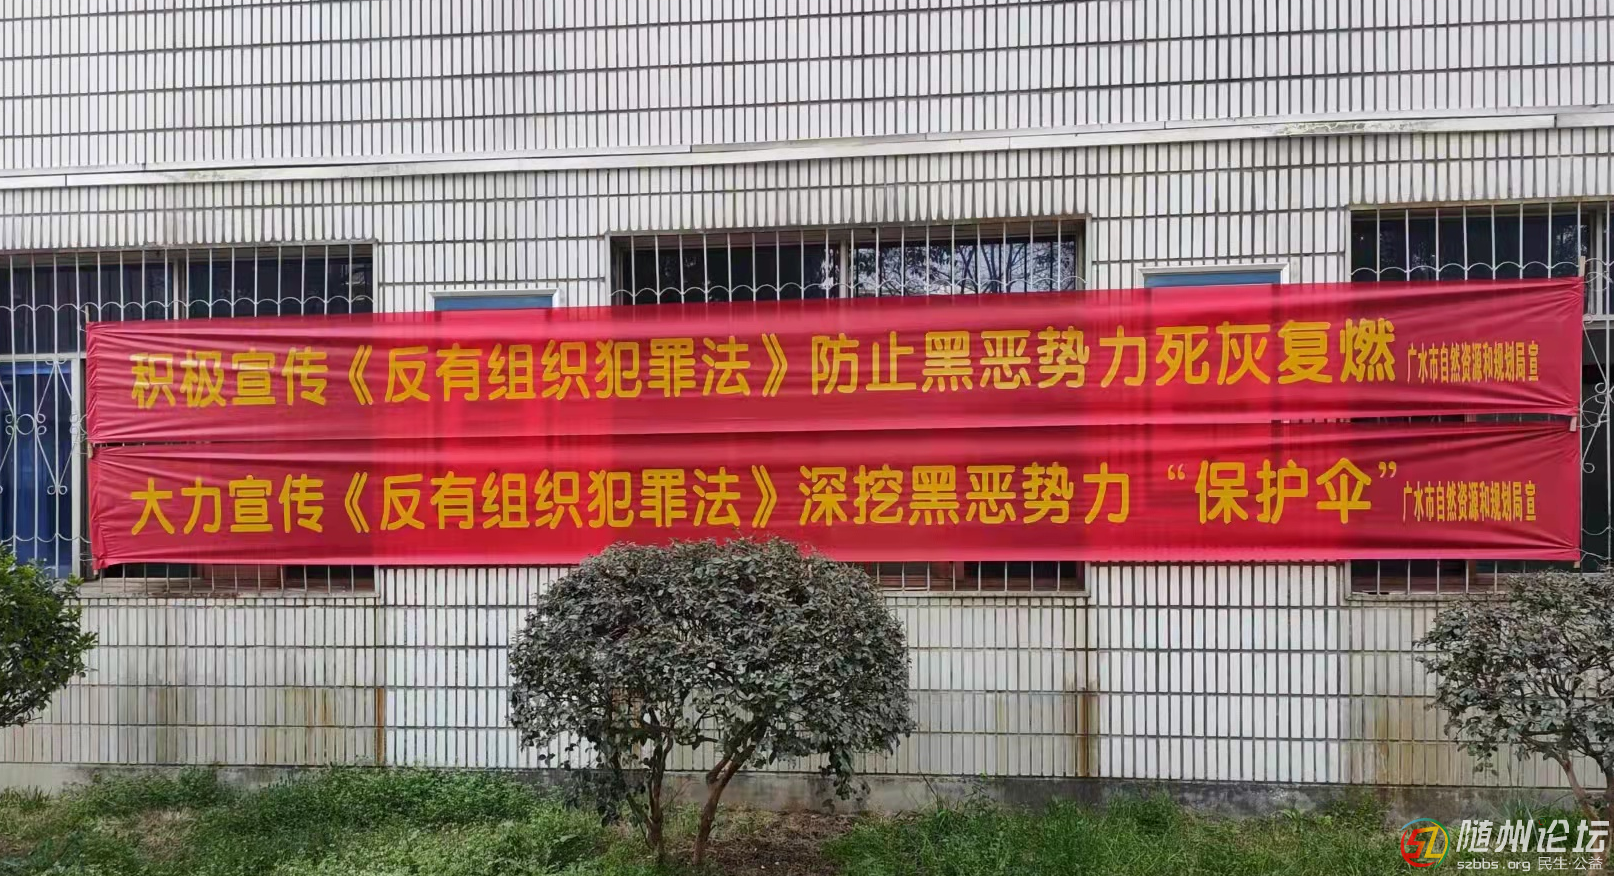 积极宣传《反有组织犯罪法》防止黑恶势力死灰复燃 广水市自然资源和规划局 宣
大力宣传《反有组织犯罪法》深挖黑恶势力“保护伞” 广水市自然资源和规划局 宣
随州论坛
szbbs.org 民生·公益